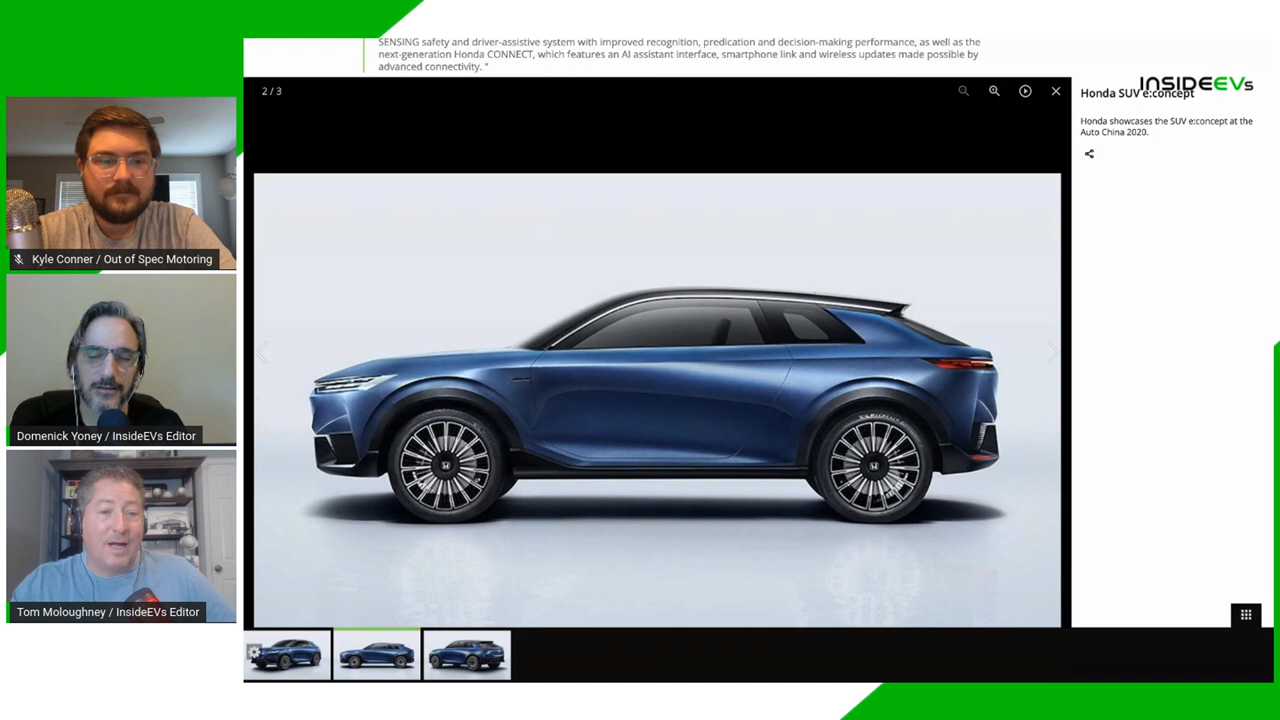 SENSING safety and driver-assistive system with improved recognition, predication and decision-making performance, as well as the
next-generation Honda CONNECT, which features an AI assistant interface, smartphone link and wireless updates made possible by
advanced connectivity. "
2 / 3
INSIDEEVs
Honda SUV e:concept
Honda showcases the SUV e:concept at the
Auto China 2020.
Kyle Conner / Out of Spec Motoring
Domenick Yoney / InsideEVs Editor
Tom Moloughney / InsideEVs Editor
MICHELIN